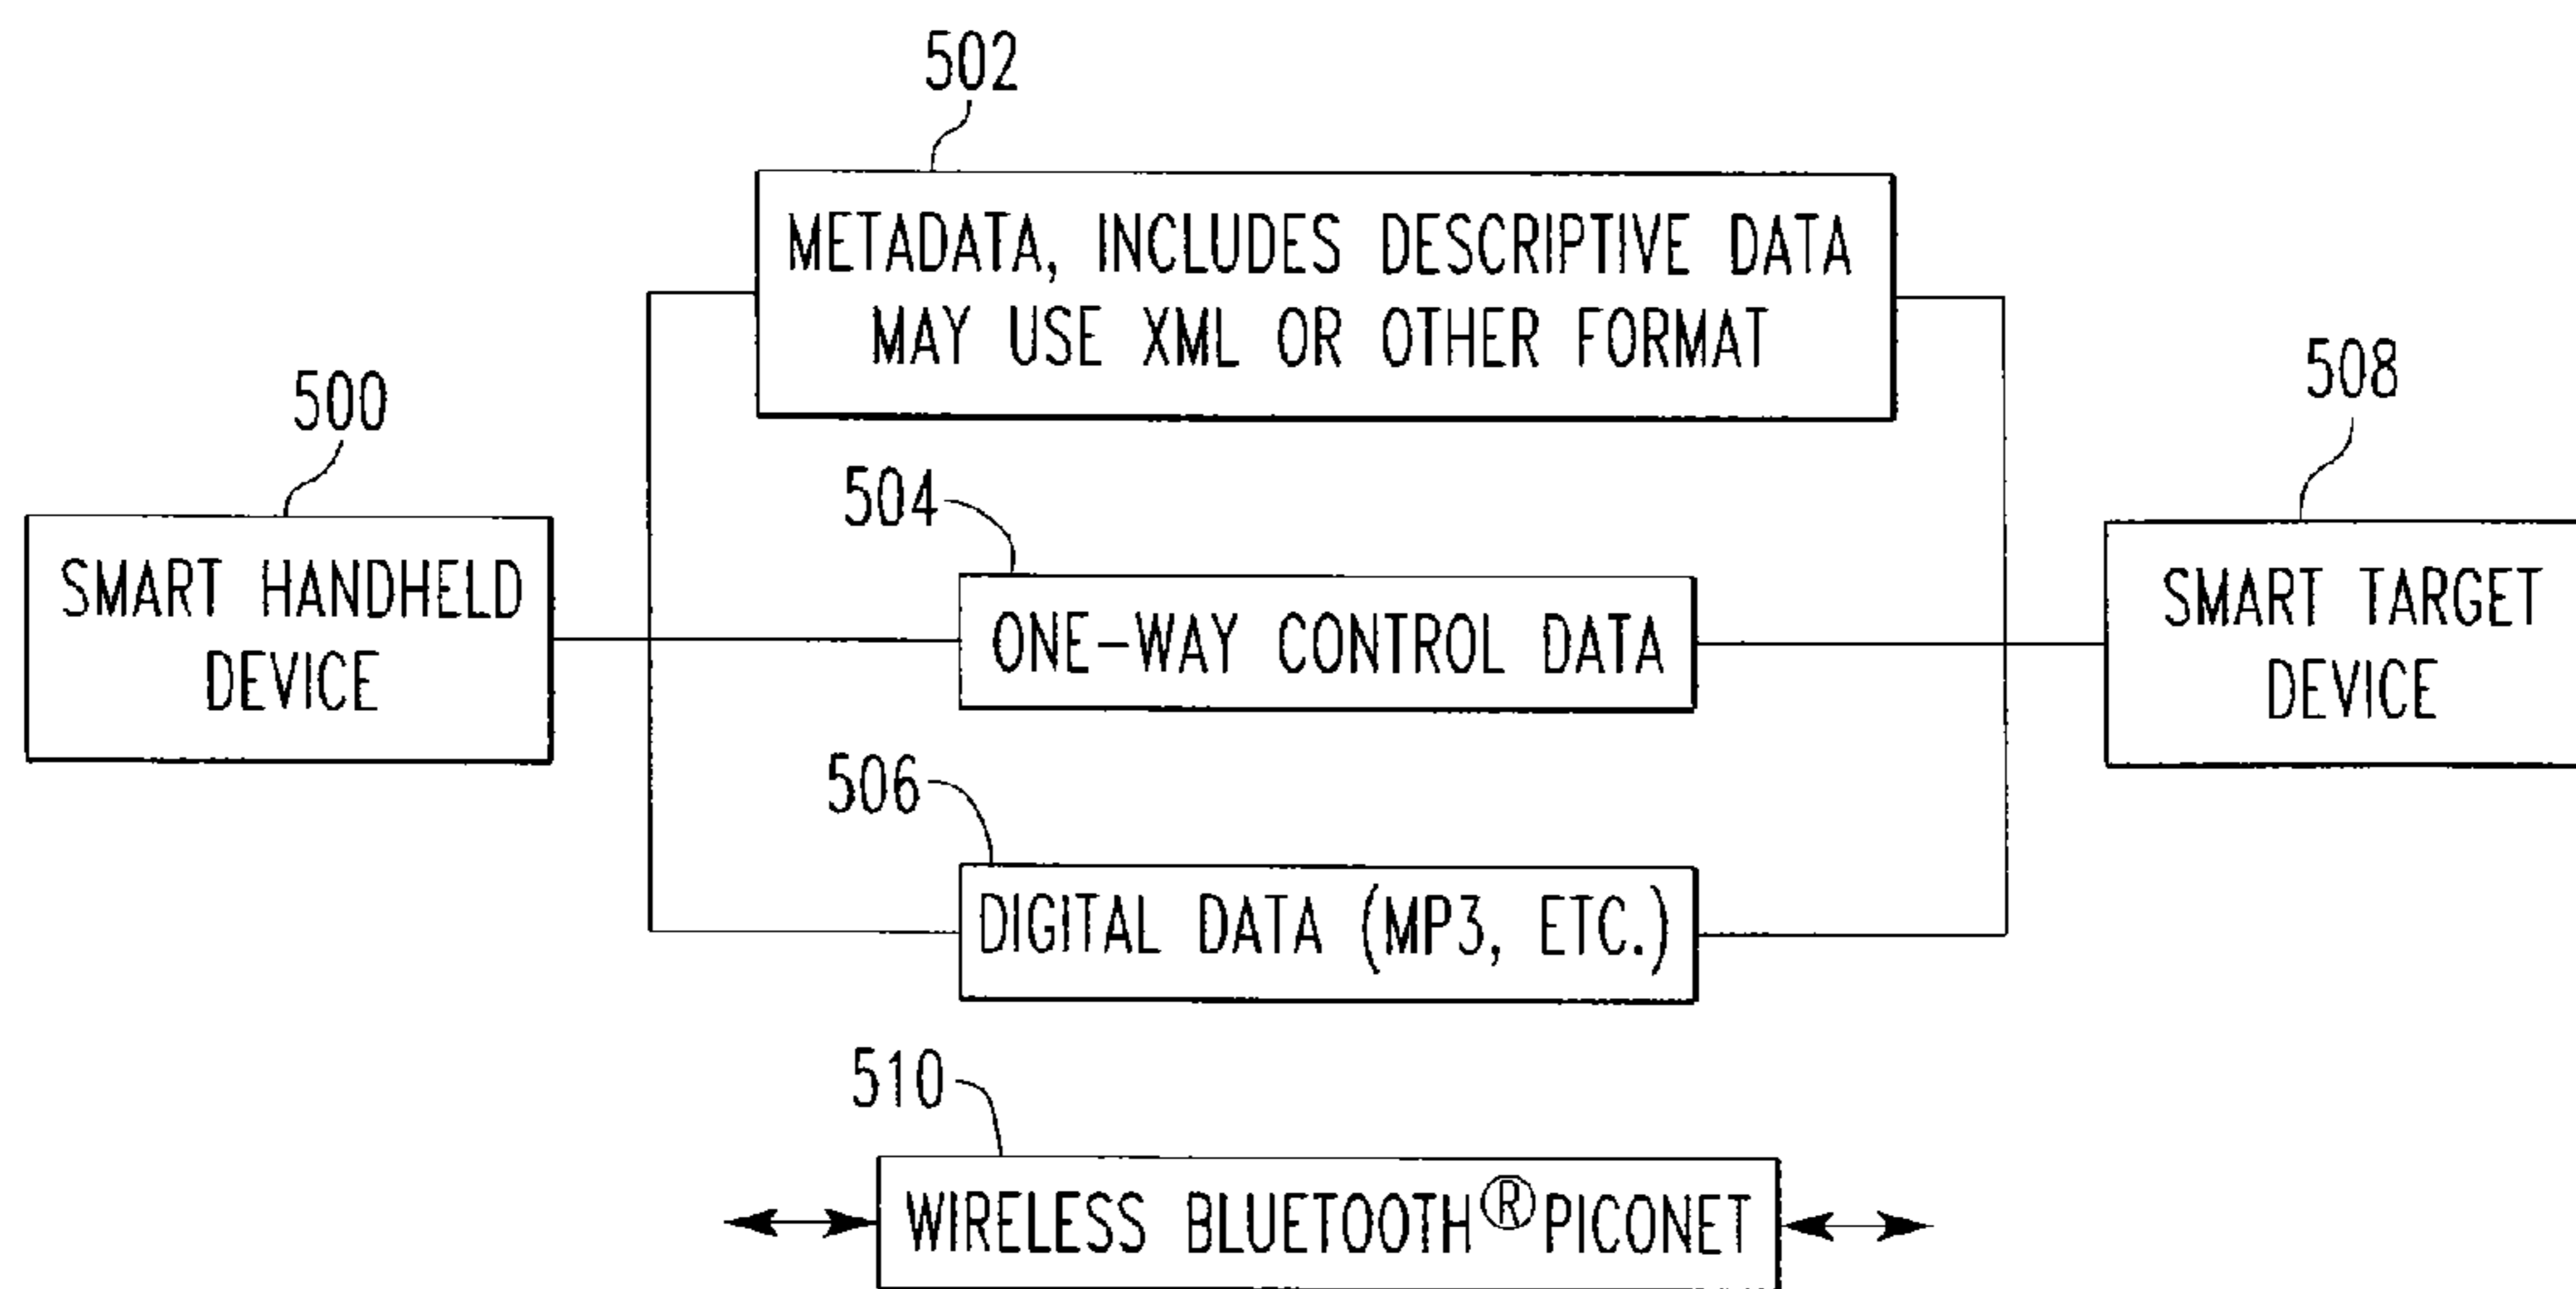 502
METADATA, INCLUDES DESCRIPTIVE DATA
MAY USE XML OR OTHER FORMAT
500
SMART HANDHELD
DEVICE
504
ONE-WAY CONTROL DATA
508
SMART TARGET
DEVICE
506
DIGITAL DATA (MP3, ETC.)
510
WIRELESS BLUETOOTH® PICONET